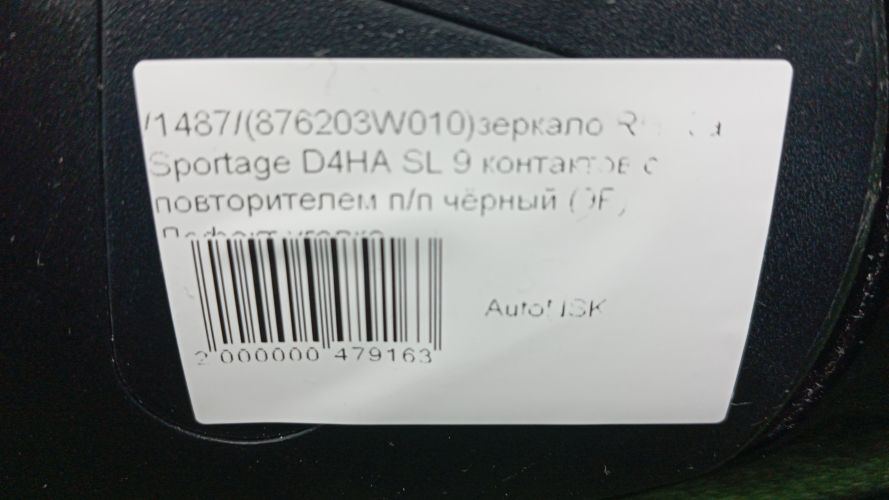 /1487/(876203W010)зеркало
Sportage D4HA SL 9 контактов с
повторителем п/п чёрный
2 000000 479163